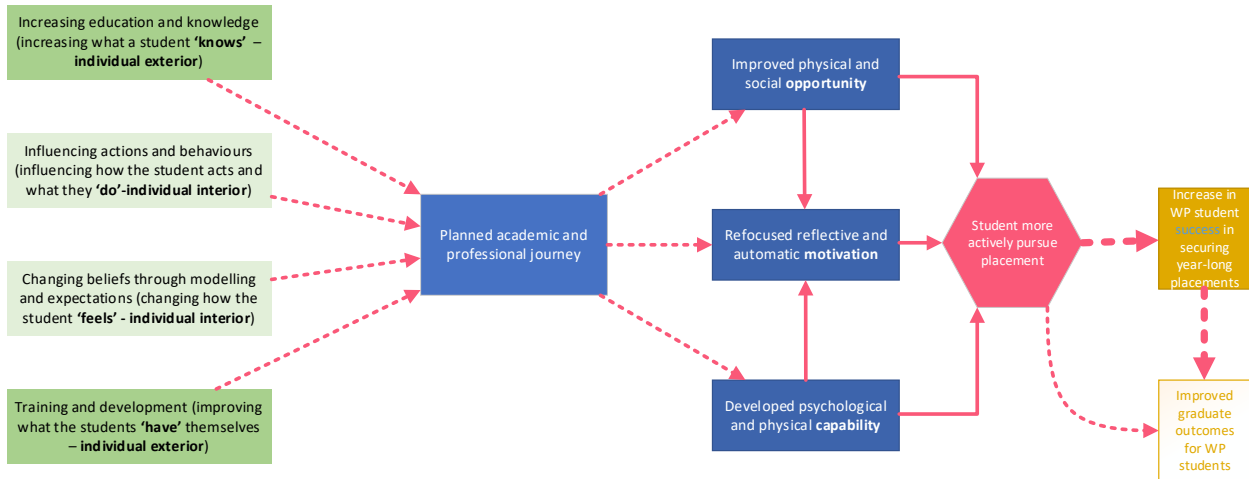 Increasing education and knowledge
(increasing what a student ‘knows’ –
individual exterior)
Influencing actions and behaviours
(influencing how the student acts and
what they ‘do’-individual interior)
Changing beliefs through modelling
and expectations (changing how the
student ‘feels’ - individual interior)
Training and development (improving
what the students ‘have’ themselves
– individual exterior)
Planned academic and
professional journey
Improved physical and
social opportunity
Refocused reflective and
automatic motivation
Developed psychological
and physical capability
Student more
actively pursue
placement
Increase in
WP student
success in
securing
year-long
placements
Improved
graduate
outcomes
for WP
students